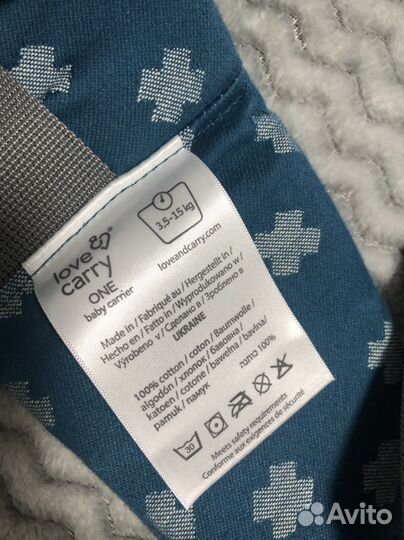 love &
carry
ONE
baby carrier
3,5-15 kg
loveandcarry.com
Made in / Fabriqué au / Hergestellt in /
Hecho en / Fatto in / Wyprodukowano w /
Vyrobeno v / Сделано в / Зроблено в
UKRAINE
100% cotton / coton / Baumwolle /
algodón / хлопок / бавовна /
katoen / cotone / bawełna / bavlna/
pamuk / памук 100% כותנה
30
Meets safety requirements
Conforme aux exigences de sécurité
Avito